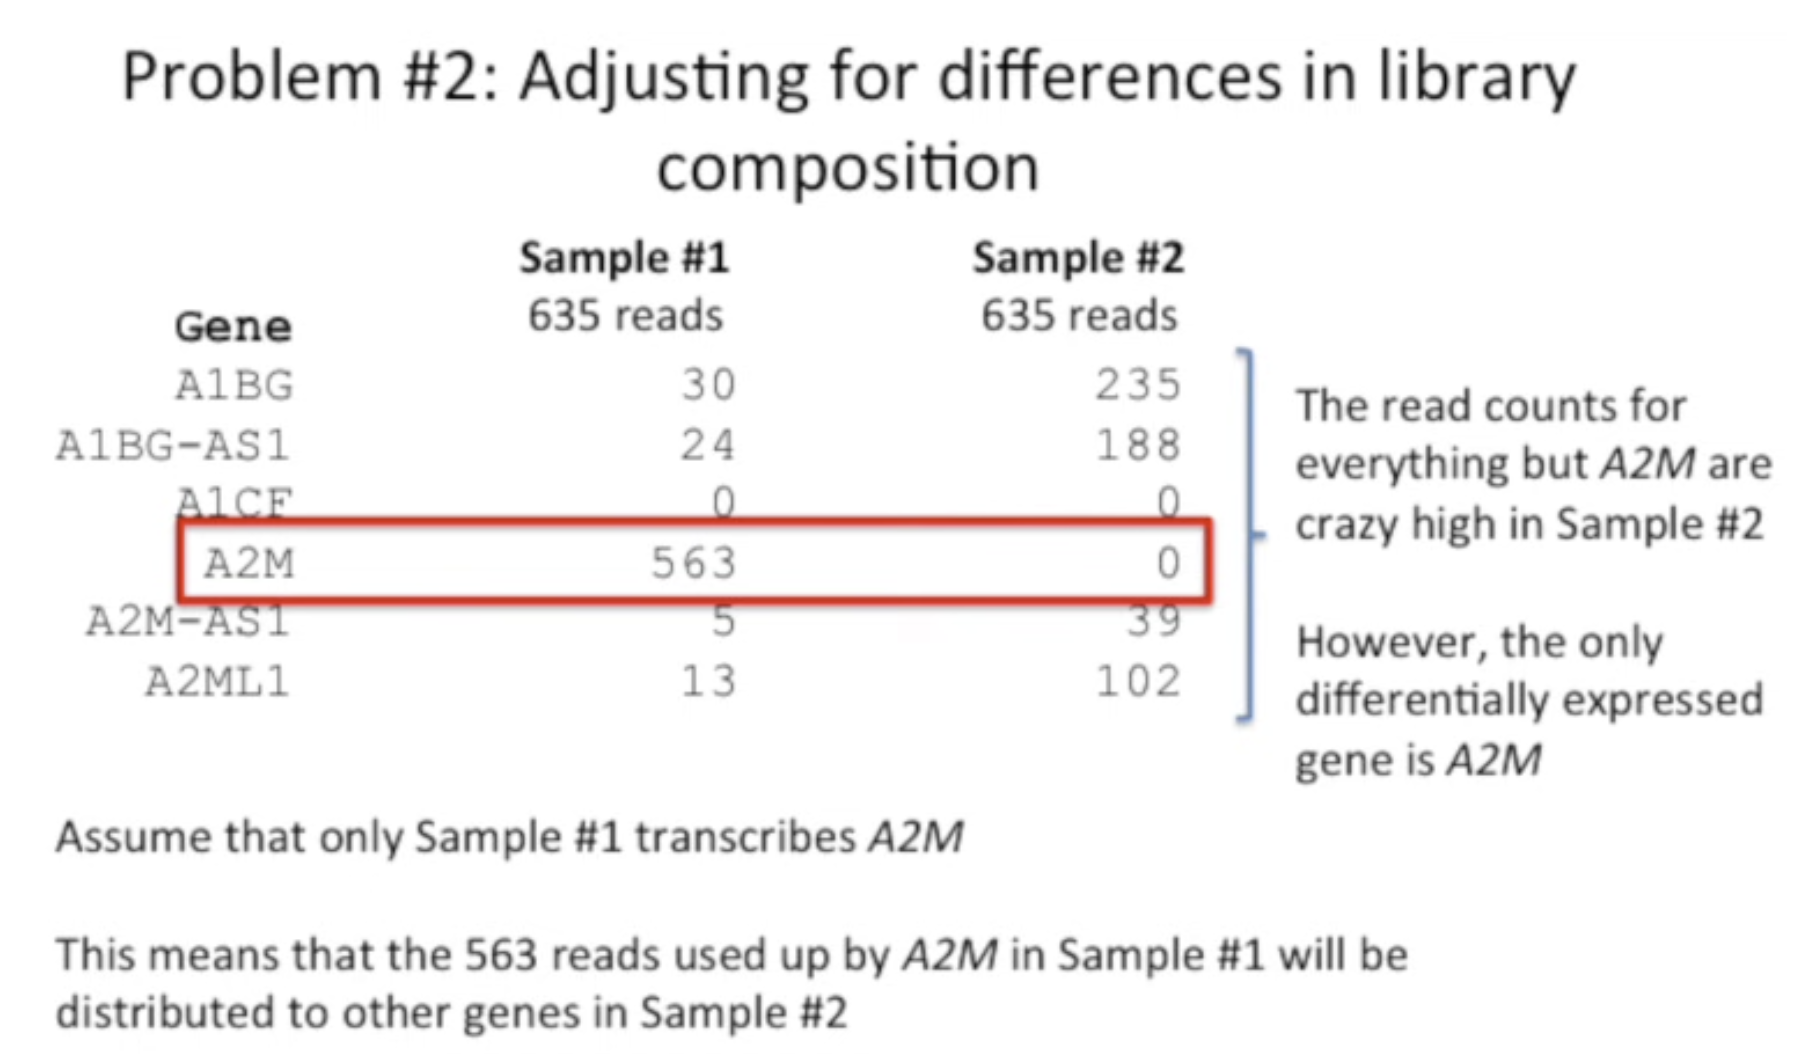 Problem #2: Adjusting for differences in library
composition
Sample #1 Sample #2
635 reads 635 reads
Gene
A1BG 30 235
A1BG-AS1 24 188
A1CF 0 0
A2M 563 0
A2M-AS1 5 39
A2ML1 13 102
The read counts for
everything but A2M are
crazy high in Sample #2
However, the only
differentially expressed
gene is A2M
Assume that only Sample #1 transcribes A2M
This means that the 563 reads used up by A2M in Sample #1 will be
distributed to other genes in Sample #2